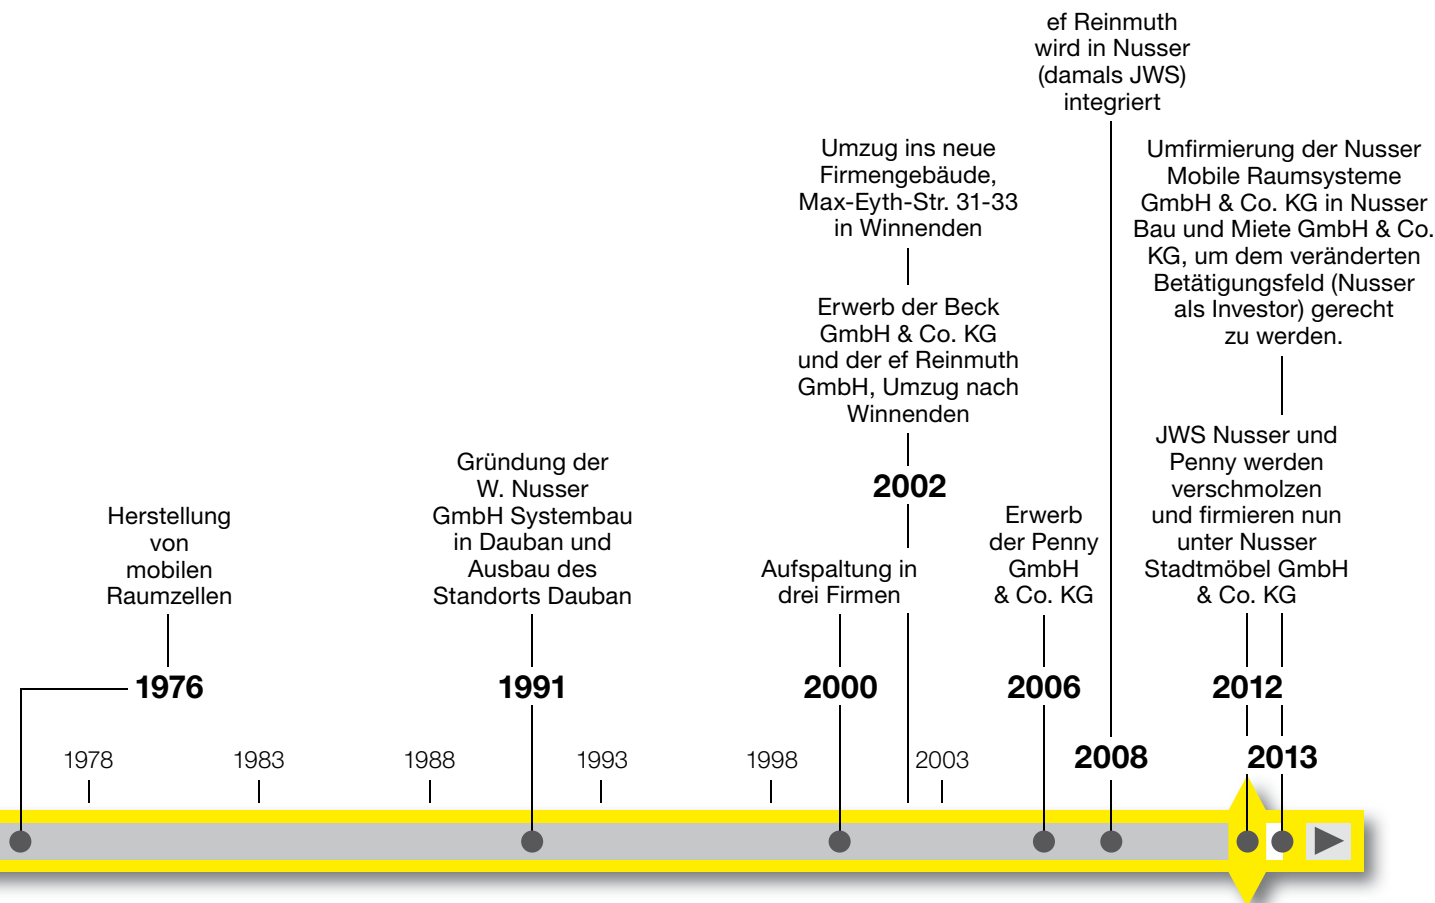 Herstellung
von
mobilen
Raumzellen
1976
Gründung der
W. Nusser
GmbH Systembau
in Dauban und
Ausbau des
Standorts Dauban
1991
Aufspaltung in
drei Firmen
2000
Umzug ins neue
Firmengebäude,
Max-Eyth-Str. 31-33
in Winnenden
Erwerb der Beck
GmbH & Co. KG
und der ef Reinmuth
GmbH, Umzug nach
Winnenden
2002
Erwerb
der Penny
GmbH
& Co. KG
2006
ef Reinmuth
wird in Nusser
(damals JWS)
integriert
2008
JWS Nusser und
Penny werden
verschmolzen
und firmieren nun
unter Nusser
Stadtmöbel GmbH
& Co. KG
2012
Umfirmierung der Nusser
Mobile Raumsysteme
GmbH & Co. KG in Nusser
Bau und Miete GmbH & Co.
KG, um dem veränderten
Betätigungsfeld (Nusser
als Investor) gerecht
zu werden.
2013
1978
1983
1988
1993
1998
2003